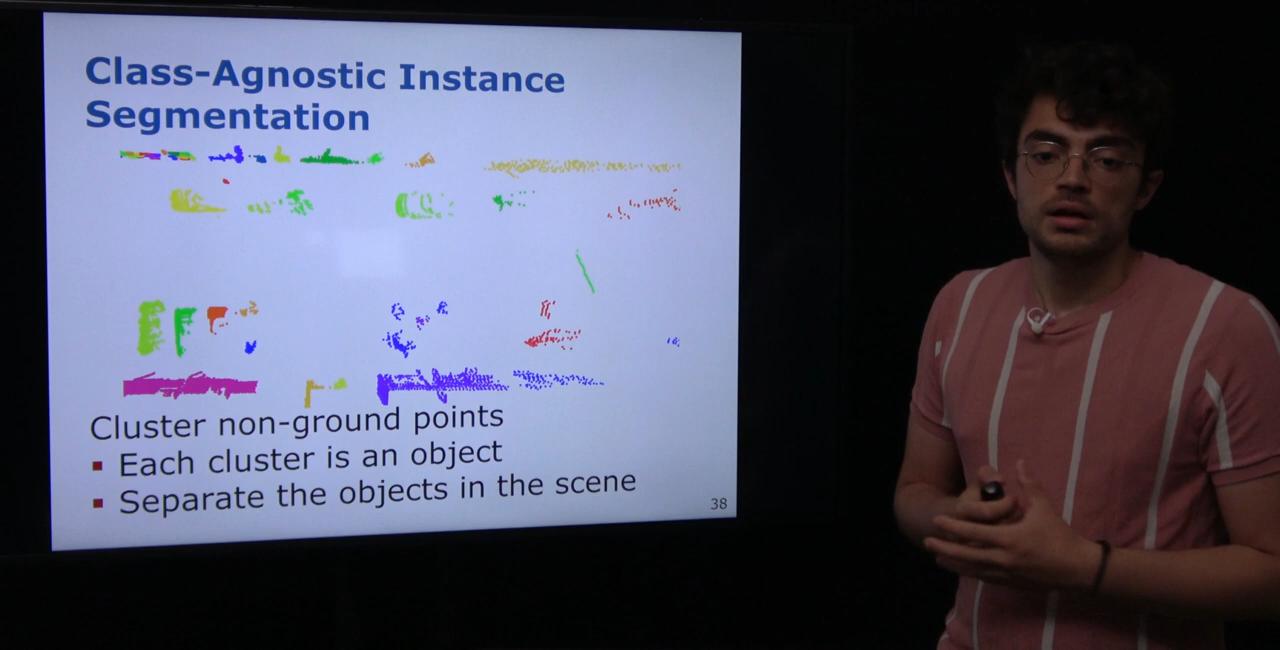 Class-Agnostic Instance
Segmentation
Cluster non-ground points
Each cluster is an object
Separate the objects in the scene
38